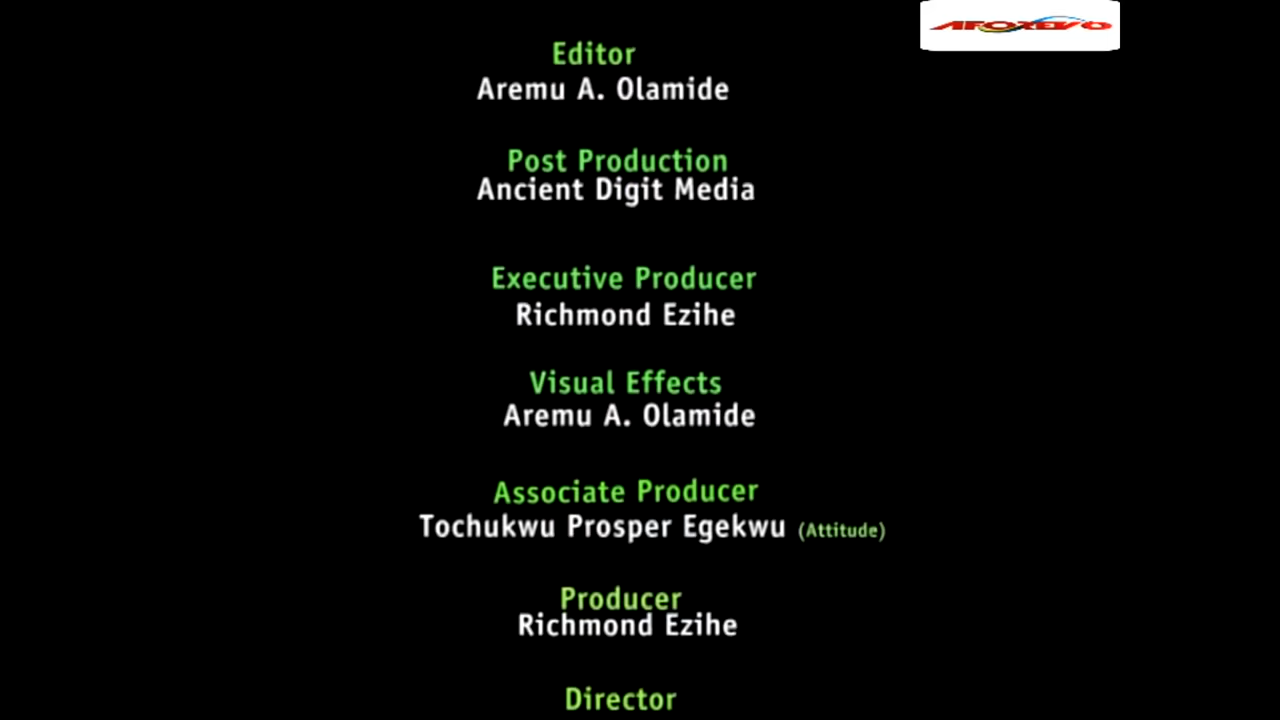 AFOREVO
Editor
Aremu A. Olamide
Post Production
Ancient Digit Media
Executive Producer
Richmond Ezihe
Visual Effects
Aremu A. Olamide
Associate Producer
Tochukwu Prosper Egekwu (Attitude)
Producer
Richmond Ezihe
Director